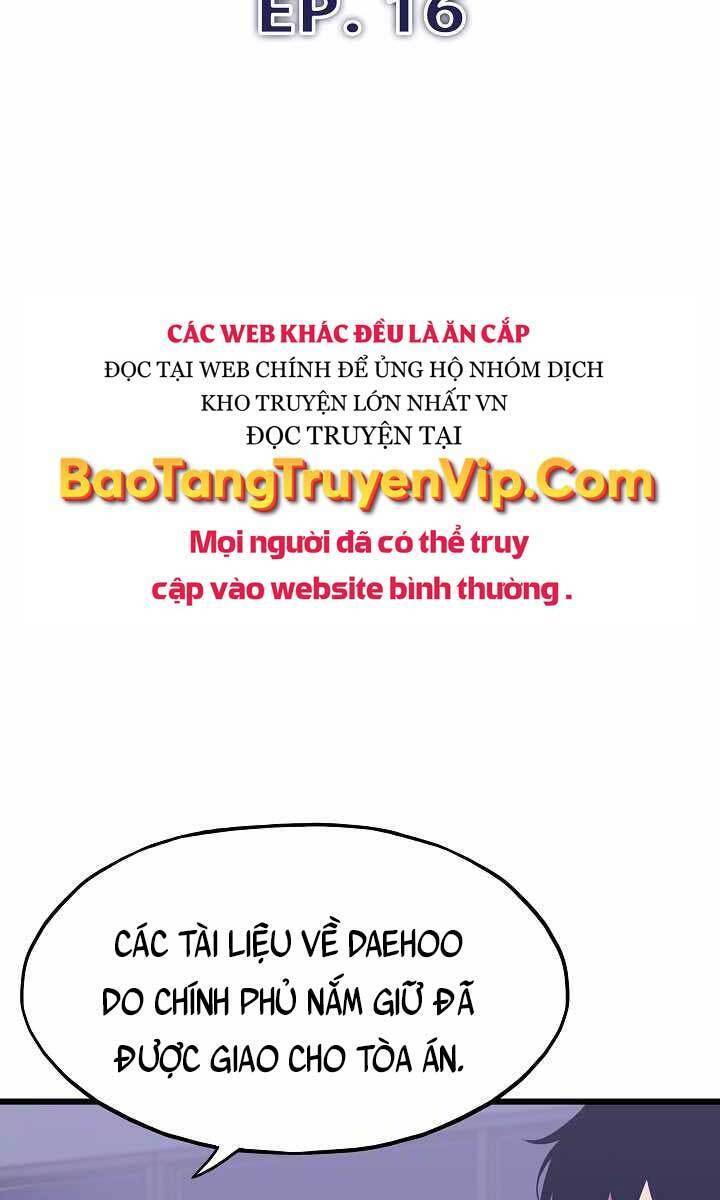 EP. 16
CÁC WEB KHÁC ĐỀU LÀ ĂN CẮP
ĐỌC TẠI WEB CHÍNH ĐỂ ỦNG HỘ NHÓM DỊCH
KHO TRUYỆN LỚN NHẤT VN
ĐỌC TRUYỆN TẠI
BaoTangTruyenVip.Com
Mọi người đã có thể truy
cập vào website bình thường.
CÁC TÀI LIỆU VỀ DAEHOO
DO CHÍNH PHỦ NẮM GIỮ ĐÃ
ĐƯỢC GIAO CHO TÒA ÁN.